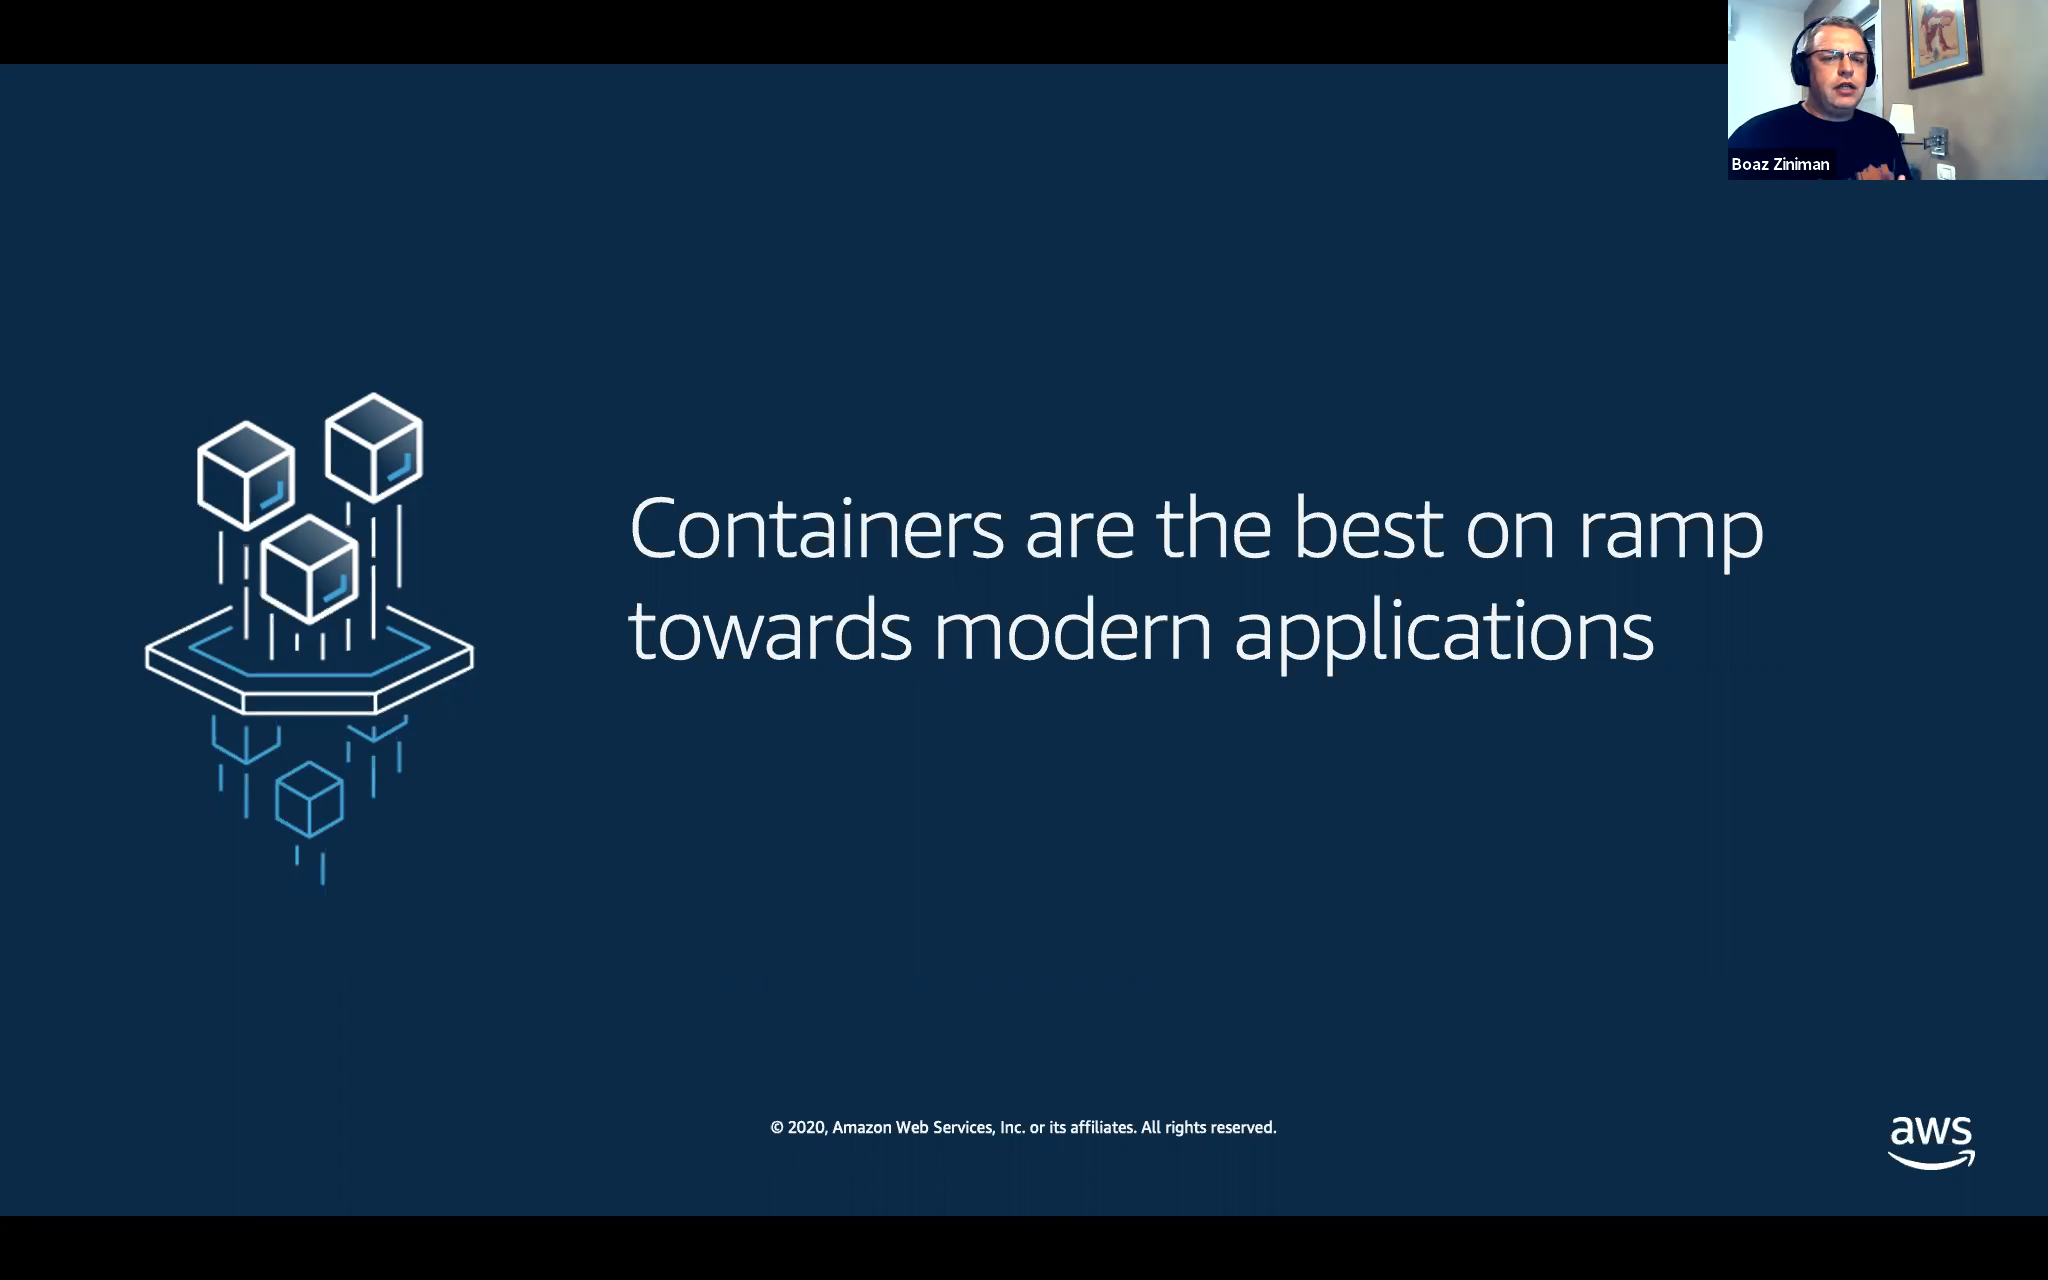 Boaz Ziniman
Containers are the best on ramp
towards modern applications
© 2020, Amazon Web Services, Inc. or its affiliates. All rights reserved.
aws